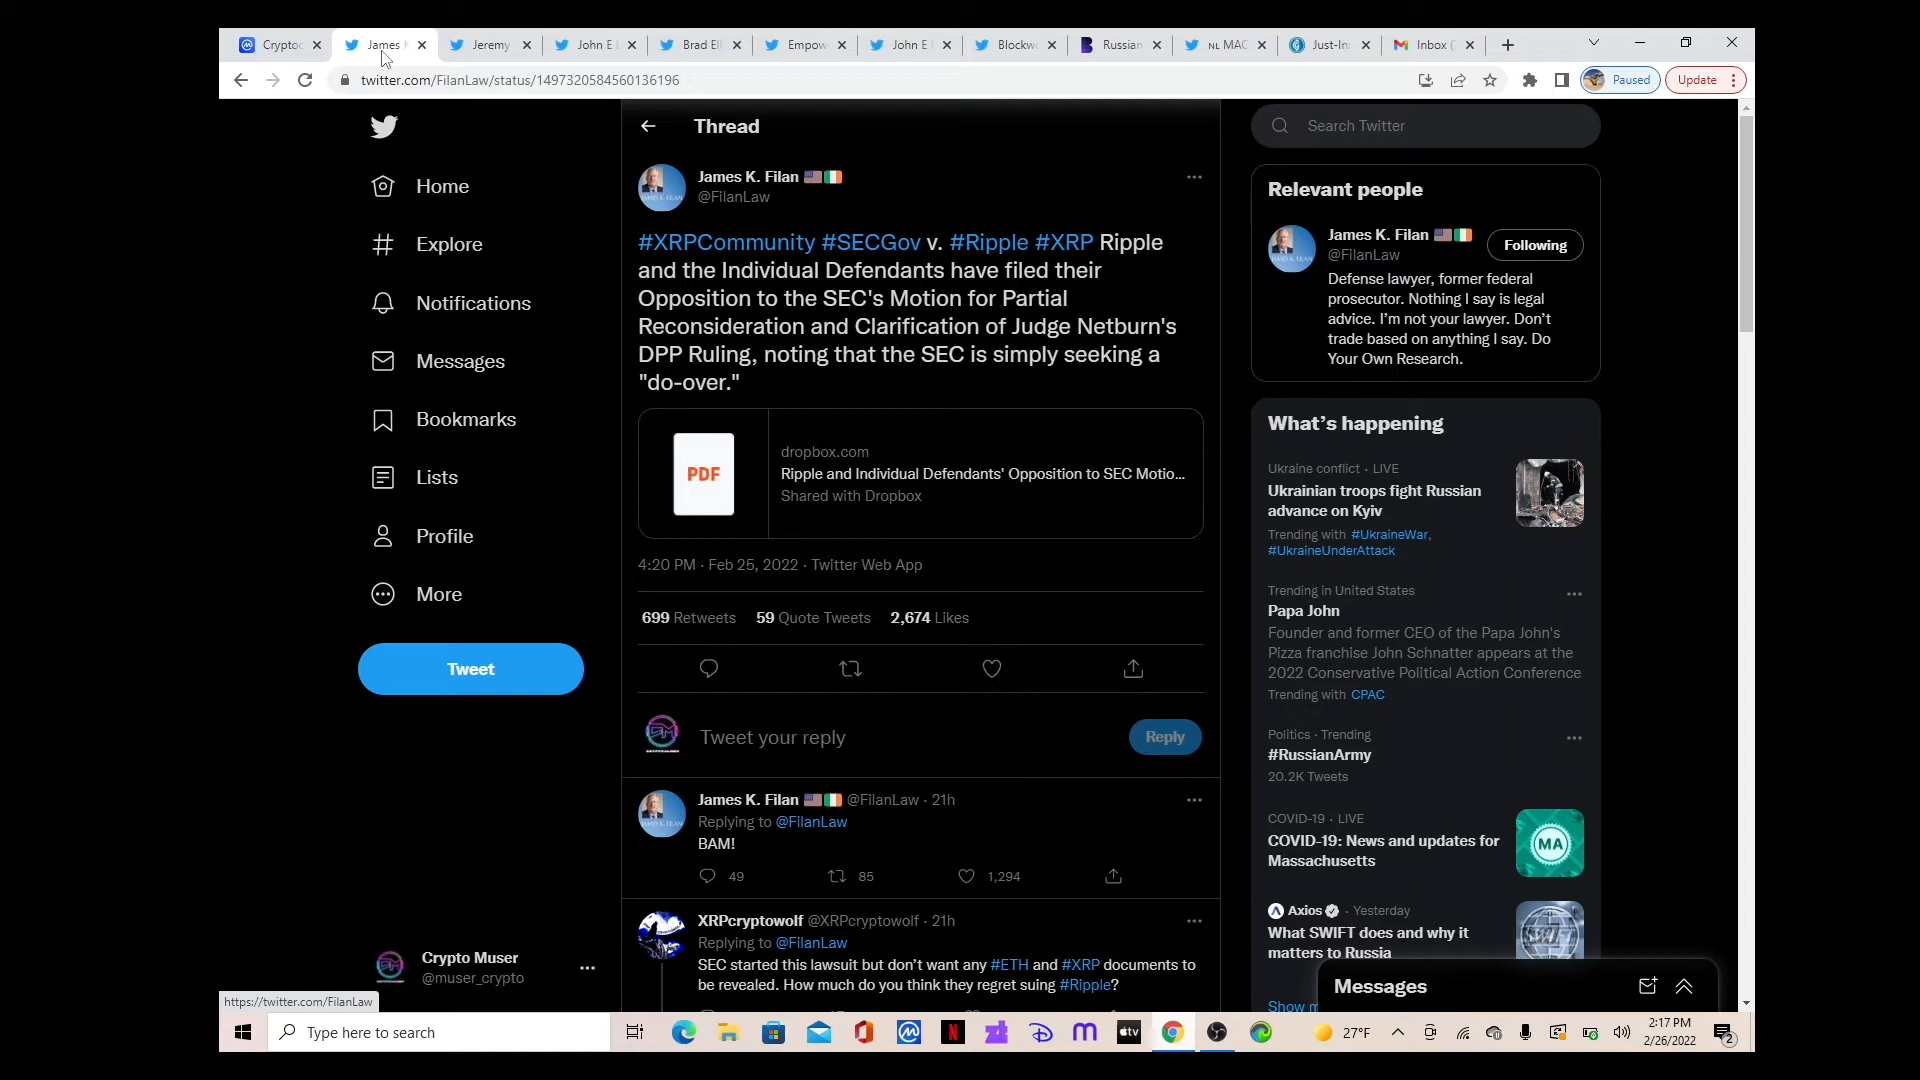 Cryptoc
James
Jeremy
John E D
Brad Ell
Empow
John E D
Blockwo
Russian
NL MAC
Just-In
Inbox (
twitter.com/FilanLaw/status/1497320584560136196
Paused
Update
Home
Explore
Notifications
Messages
Bookmarks
Lists
Profile
More
Tweet
Crypto Muser
@muser_crypto
Thread
James K. Filan
@FilanLaw
#XRPCommunity #SECGov v. #Ripple #XRP Ripple
and the Individual Defendants have filed their
Opposition to the SEC's Motion for Partial
Reconsideration and Clarification of Judge Netburn's
DPP Ruling, noting that the SEC is simply seeking a
"do-over."
PDF
dropbox.com
Ripple and Individual Defendants' Opposition to SEC Motio...
Shared with Dropbox
4:20 PM · Feb 25, 2022 · Twitter Web App
699 Retweets 59 Quote Tweets 2,674 Likes
Tweet your reply
Reply
James K. Filan @FilanLaw · 21h
Replying to @FilanLaw
BAM!
49 85 1,294
XRPcryptowolf @XRPcryptowolf · 21h
Replying to @FilanLaw
SEC started this lawsuit but don't want any #ETH and #XRP documents to
be revealed. How much do you think they regret suing #Ripple?
Search Twitter
Relevant people
James K. Filan
@FilanLaw
Following
Defense lawyer, former federal
prosecutor. Nothing I say is legal
advice. I'm not your lawyer. Don't
trade based on anything I say. Do
Your Own Research.
What's happening
Ukraine conflict · LIVE
Ukrainian troops fight Russian
advance on Kyiv
Trending with #UkraineWar,
#UkraineUnderAttack
Trending in United States
Papa John
Founder and former CEO of the Papa John's
Pizza franchise John Schnatter appears at the
2022 Conservative Political Action Conference
Trending with CPAC
Politics · Trending
#RussianArmy
20.2K Tweets
COVID-19 · LIVE
COVID-19: News and updates for
Massachusetts
MA
Axios · Yesterday
What SWIFT does and why it
matters to Russia
Show m
Messages
https://twitter.com/FilanLaw
Type here to search
tv
27°F
2:17 PM
2/26/2022
2